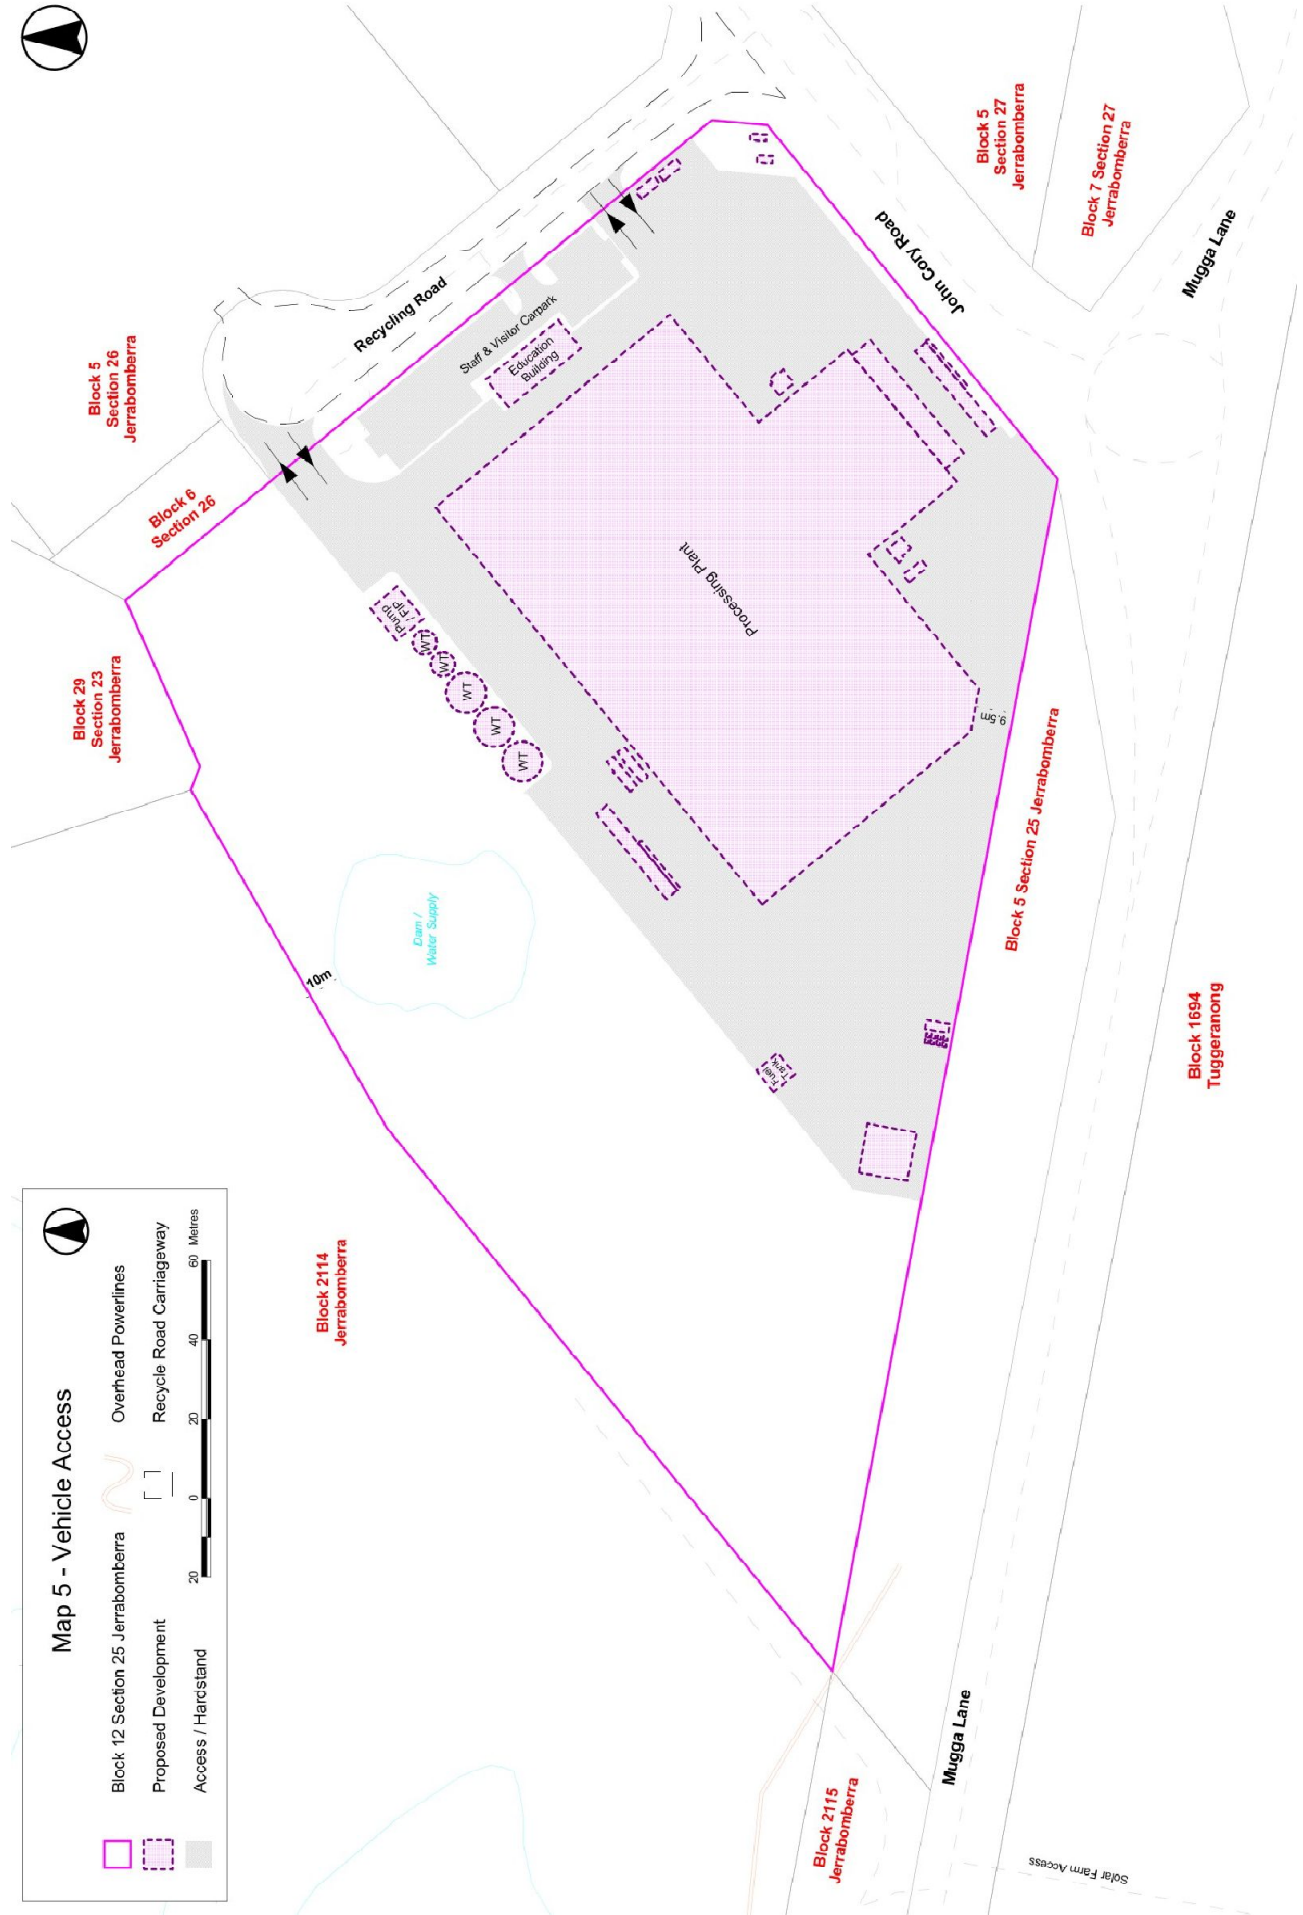 Map 5 - Vehicle Access
Block 12 Section 25 Jerrabomberra
Overhead Powerlines
Proposed Development
Recycle Road Carriageway
Access / Hardstand
20
0
20
40
60
Metres
Block 5
Section 26
Jerrabomberra
Block 6
Section 26
Block 29
Section 23
Jerrabomberra
Recycling Road
Staff & Visitor Carpark
Education
Building
John Cory Road
Block 5
Section 27
Jerrabomberra
Block 7 Section 27
Jerrabomberra
Mugga Lane
Pump
/ FIP
WT
WT
WT
WT
WT
Processing Plant
9.5m
Dam /
Water Supply
10m
Fuel
Tank
Block 5 Section 25 Jerrabomberra
Block 1694
Tuggeranong
Block 2114
Jerrabomberra
Block 2115
Jerrabomberra
Mugga Lane
Solar Farm Access